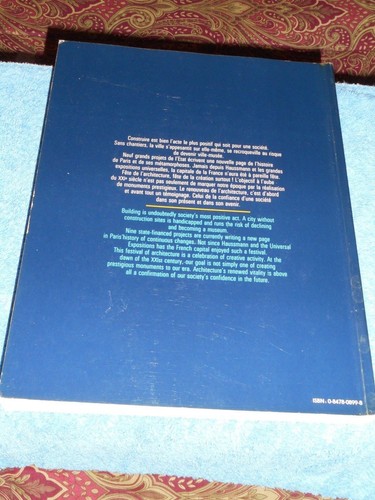 Construire est bien l'acte le plus positif qui soit pour une société.
Sans chantiers, la ville s'appesantit sur elle-même, se recroqueville au risque
de devenir ville-musée.
Neuf grands projets de l'Etat écrivent une nouvelle page de l'histoire
de Paris et de ses métamorphoses. Jamais depuis Haussmann et les grandes
expositions universelles, la capitale de la France n'aura été à pareille fête.
Fête de l'architecture, fête de la création surtout ! L'objectif à l'aube
du XXIe siècle n'est pas seulement de marquer notre époque par la réalisation
de monuments prestigieux. Le renouveau de l'architecture, c'est d'abord
et avant tout un témoignage. Celui de la confiance d'une société
dans son présent et dans son avenir.
Building is undoubtedly society's most positive act. A city without
construction sites is handicapped and runs the risk of declining
and becoming a museum.
Nine state-financed projects are currently writing a new page
in Paris' history of continuous changes. Not since Haussmann and the Universal
Expositions has the French capital enjoyed such a festival.
This festival of architecture is a celebration of creative activity. As the
dawn of the XXIst century, our goal is not simply one of creating
prestigious monuments to our era. Architecture's renewed vitality is above
all a confirmation of our society's confidence in the future.
ISBN - 0-8478-0899-8